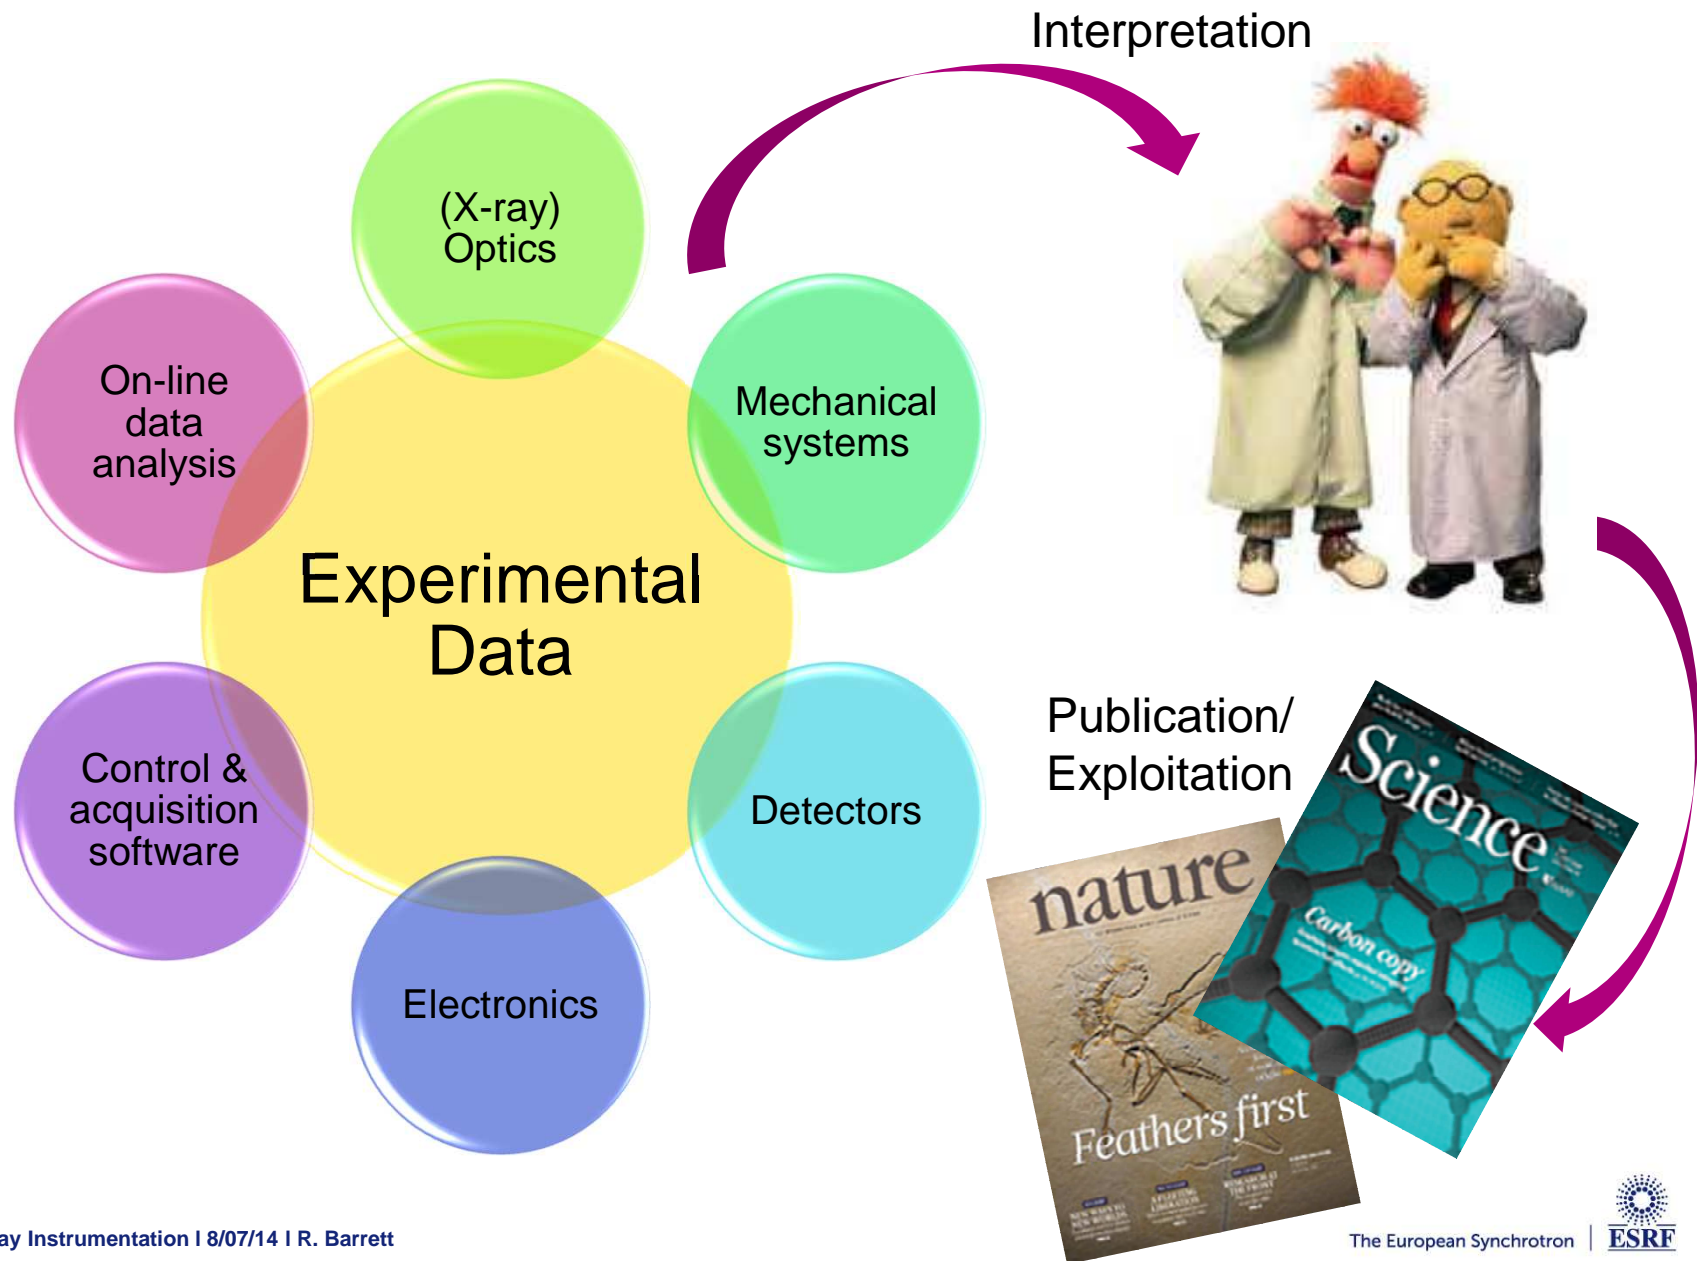 Interpretation
(X-ray)
Optics
On-line
data
analysis
Mechanical
systems
Experimental
Data
Control &
acquisition
software
Detectors
Electronics
Publication/
Exploitation
Science
Carbon copy
nature
Feathers first
ay Instrumentation I 8/07/14 I R. Barrett
The European Synchrotron
ESRF